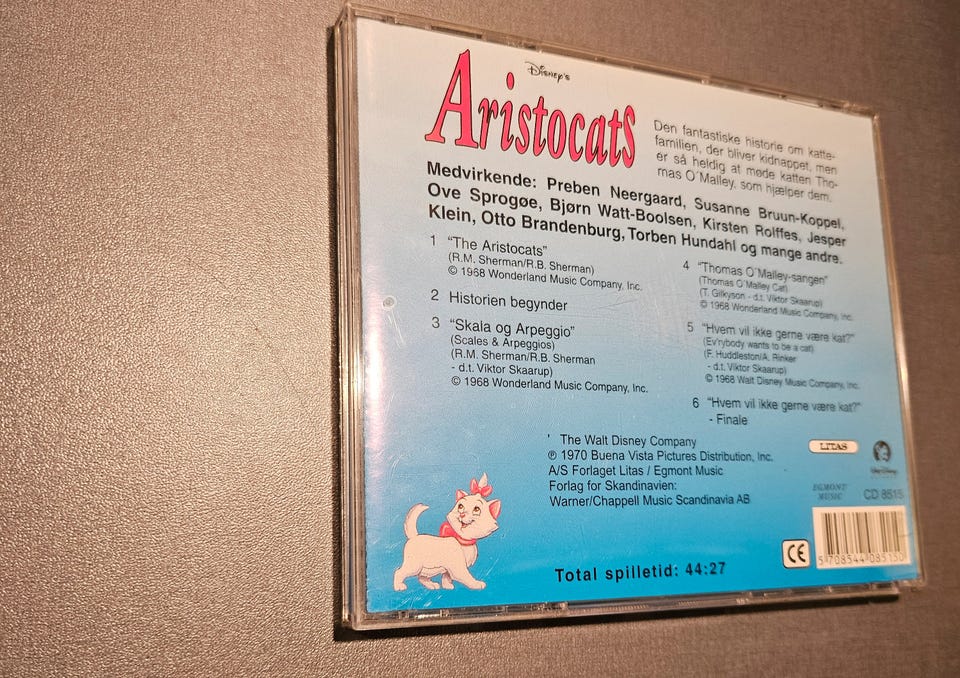 Disney's
Aristocats
Den fantastiske historie om katte-
familien, der bliver kidnappet, men
er så heldig at møde katten Tho-
mas O´Malley, som hjælper dem.
Medvirkende: Preben Neergaard, Susanne Bruun-Koppel,
Ove Sprogøe, Bjørn Watt-Boolsen, Kirsten Rolffes, Jesper
Klein, Otto Brandenburg, Torben Hundahl og mange andre.
1 "The Aristocats"
(R.M. Sherman/R.B. Sherman)
© 1968 Wonderland Music Company, Inc.
2 Historien begynder
3 "Skala og Arpeggio"
(Scales & Arpeggios)
(R.M. Sherman/R.B. Sherman
- d.t. Viktor Skaarup)
© 1968 Wonderland Music Company, Inc.
4 "Thomas O´Malley-sangen"
(Thomas O´Malley Cat)
(T. Gilkyson - d.t. Viktor Skaarup)
© 1968 Wonderland Music Company, Inc.
5 "Hvem vil ikke gerne være kat?"
(Ev'rybody wants to be a cat)
(F. Huddleston/A. Rinker
- d.t. Viktor Skaarup)
© 1968 Walt Disney Music Company, Inc.
6 "Hvem vil ikke gerne være kat?"
- Finale
' The Walt Disney Company
℗ 1970 Buena Vista Pictures Distribution, Inc.
A/S Forlaget Litas / Egmont Music
Forlag for Skandinavien:
Warner/Chappell Music Scandinavia AB
LITAS
WALT DISNEY
EGMONT
MUSIC
CD 8515
CE
5 708544 085150
Total spilletid: 44:27